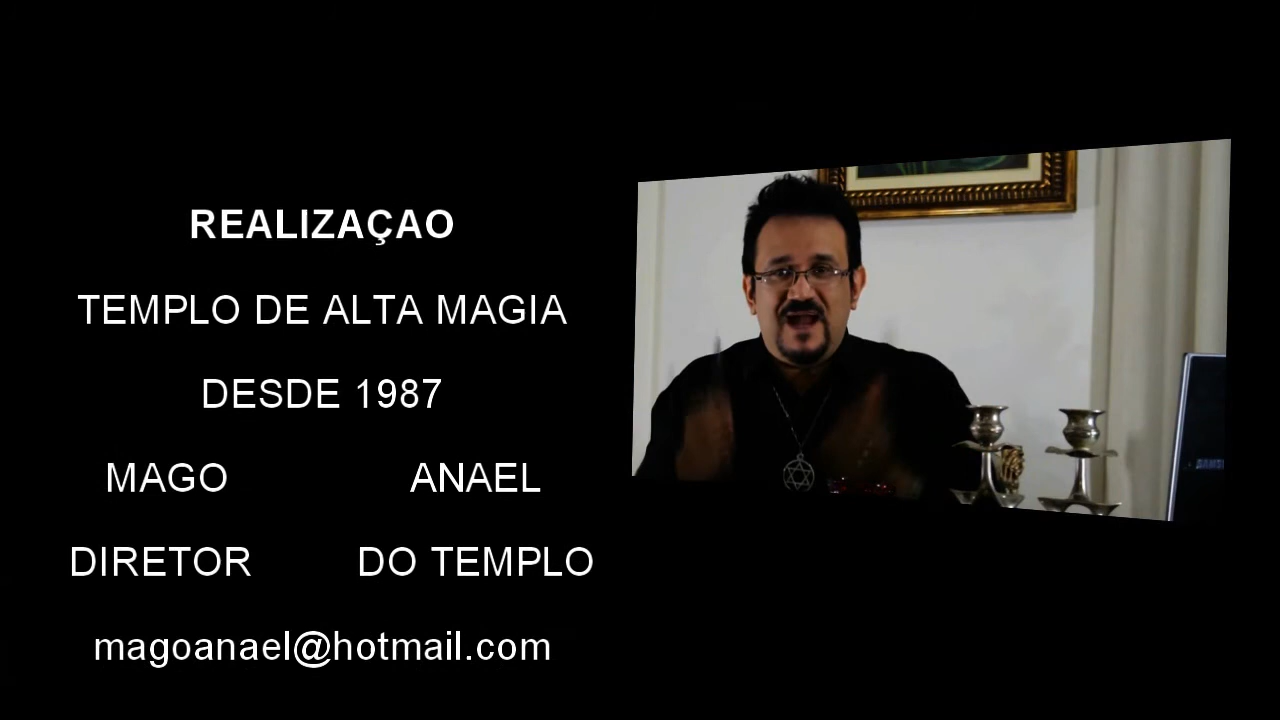 REALIZAÇAO
TEMPLO DE ALTA MAGIA
DESDE 1987
MAGO ANAEL
DIRETOR DO TEMPLO
magoanael@hotmail.com